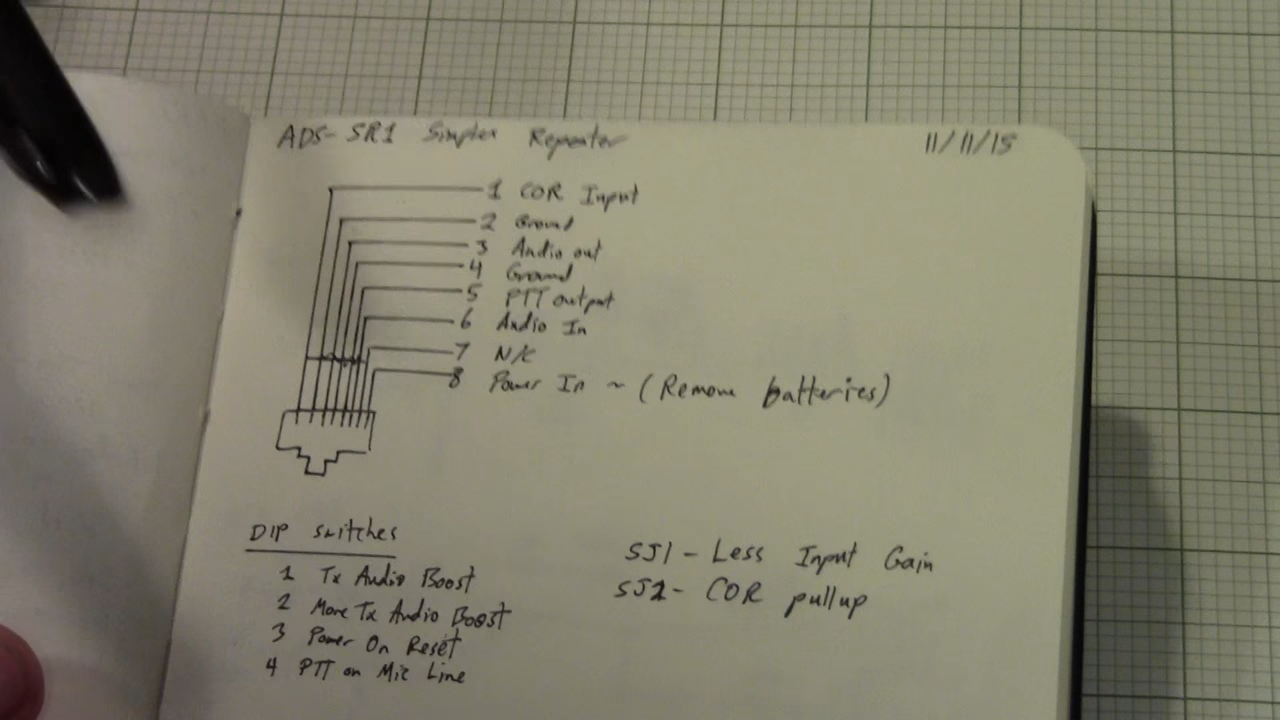 ADS-SR1 Simplex Repeater 11/11/15
1 COR Input
2 Ground
3 Audio out
4 Ground
5 PTT output
6 Audio In
7 N/C
8 Power In ~ (Remove batteries)
DIP switches
1 Tx Audio Boost
2 More Tx Audio Boost
3 Power On Reset
4 PTT on Mic Line
SJ1 - Less Input Gain
SJ2 - COR pullup